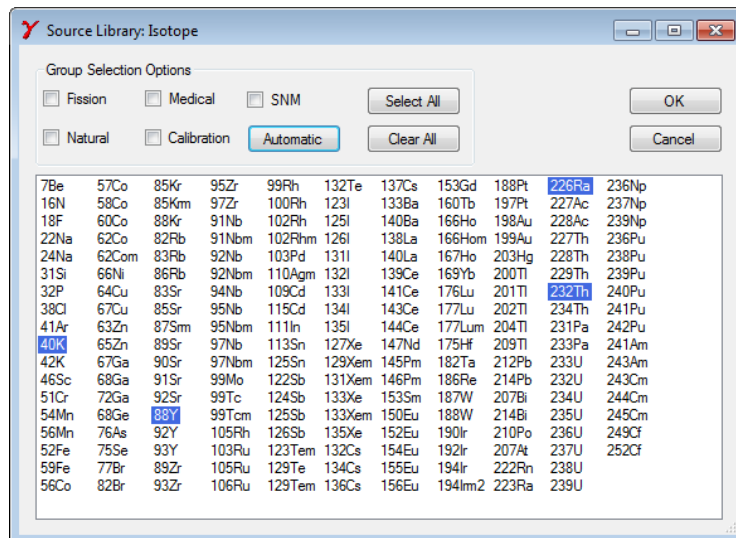 Source Library: Isotope
Group Selection Options
Fission Medical SNM Select All OK
Natural Calibration Automatic Clear All Cancel
7Be 57Co 85Kr 95Zr 99Rh 132Te 137Cs 153Gd 188Pt 226Ra 236Np
16N 58Co 85Krm 97Zr 100Rh 123I 133Ba 160Tb 197Pt 227Ac 237Np
18F 60Co 88Kr 91Nb 102Rh 125I 140Ba 166Ho 198Au 228Ac 239Np
22Na 62Co 82Rb 91Nbm 102Rhm 126I 138La 166Hom 199Au 227Th 236Pu
24Na 62Com 83Rb 92Nb 103Pd 131I 140La 167Ho 203Hg 228Th 238Pu
31Si 66Ni 86Rb 92Nbm 110Agm 132I 139Ce 169Yb 200Tl 229Th 239Pu
32P 64Cu 83Sr 94Nb 109Cd 133I 141Ce 176Lu 201Tl 232Th 240Pu
38Cl 67Cu 85Sr 95Nb 115Cd 134I 143Ce 177Lu 202Tl 234Th 241Pu
41Ar 63Zn 87Sm 95Nbm 111In 135I 144Ce 177Lum 204Tl 231Pa 242Pu
40K 65Zn 89Sr 97Nb 113Sn 127Xe 147Nd 175Hf 209Tl 233Pa 241Am
42K 67Ga 90Sr 97Nbm 125Sn 129Xem 145Pm 182Ta 212Pb 233U 243Am
46Sc 68Ga 91Sr 99Mo 122Sb 131Xem 146Pm 186Re 214Pb 232U 243Cm
51Cr 72Ga 92Sr 99Tc 124Sb 133Xe 153Sm 187W 207Bi 234U 244Cm
54Mn 68Ge 88Y 99Tcm 125Sb 133Xem 150Eu 188W 214Bi 235U 245Cm
56Mn 76As 92Y 105Rh 126Sb 135Xe 152Eu 190Ir 210Po 236U 249Cf
52Fe 75Se 93Y 103Ru 123Tem 132Cs 154Eu 192Ir 207At 237U 252Cf
59Fe 77Br 89Zr 105Ru 129Te 134Cs 155Eu 194Ir 222Rn 238U
56Co 82Br 93Zr 106Ru 129Tem 136Cs 156Eu 194Irm2 223Ra 239U